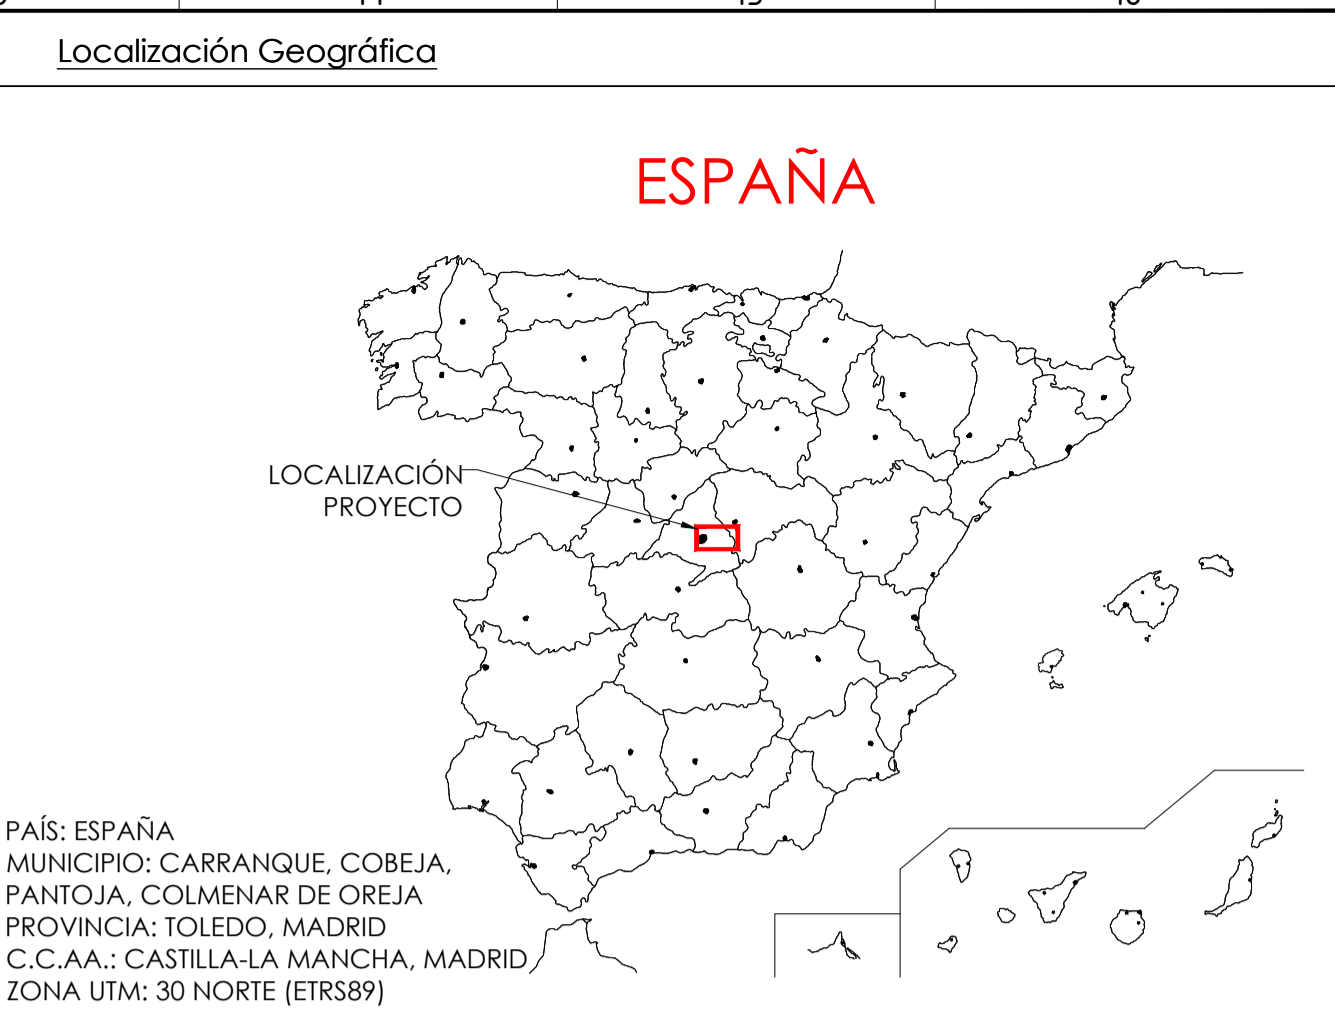 Localización Geográfica
ESPAÑA
LOCALIZACIÓN
PROYECTO
PAÍS: ESPAÑA
MUNICIPIO: CARRANQUE, COBEJA,
PANTOJA, COLMENAR DE OREJA
PROVINCIA: TOLEDO, MADRID
C.C.AA.: CASTILLA-LA MANCHA, MADRID
ZONA UTM: 30 NORTE (ETRS89)